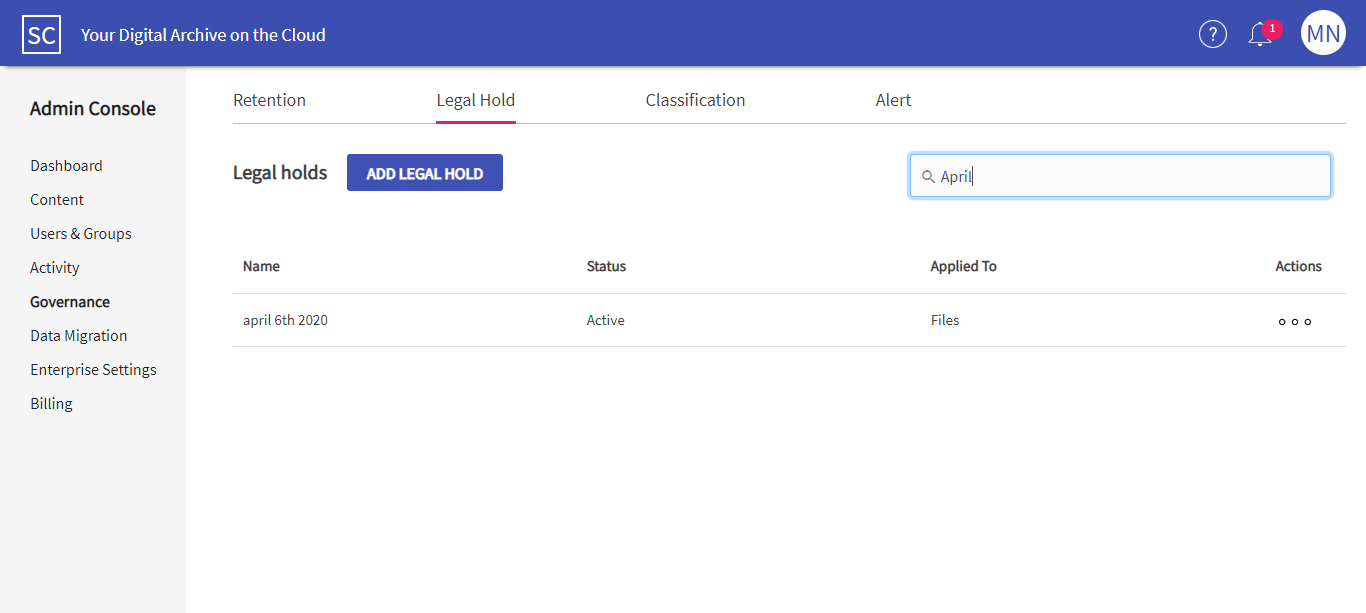 SC Your Digital Archive on the Cloud ? 1 MN
Admin Console
Dashboard
Content
Users & Groups
Activity
Governance
Data Migration
Enterprise Settings
Billing
Retention Legal Hold Classification Alert
Legal holds ADD LEGAL HOLD April
Name Status Applied To Actions
april 6th 2020 Active Files